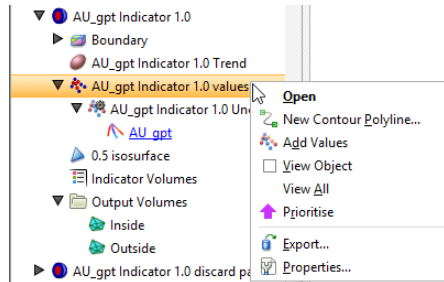 AU_gpt Indicator 1.0
Boundary
AU_gpt Indicator 1.0 Trend
AU_gpt Indicator 1.0 values
AU_gpt Indicator 1.0
AU_gpt
0.5 isosurface
Indicator Volumes
Output Volumes
Inside
Outside
AU_gpt Indicator 1.0 discard
Open
New Contour Polyline...
Add Values
View Object
View All
Prioritise
Export...
Properties...